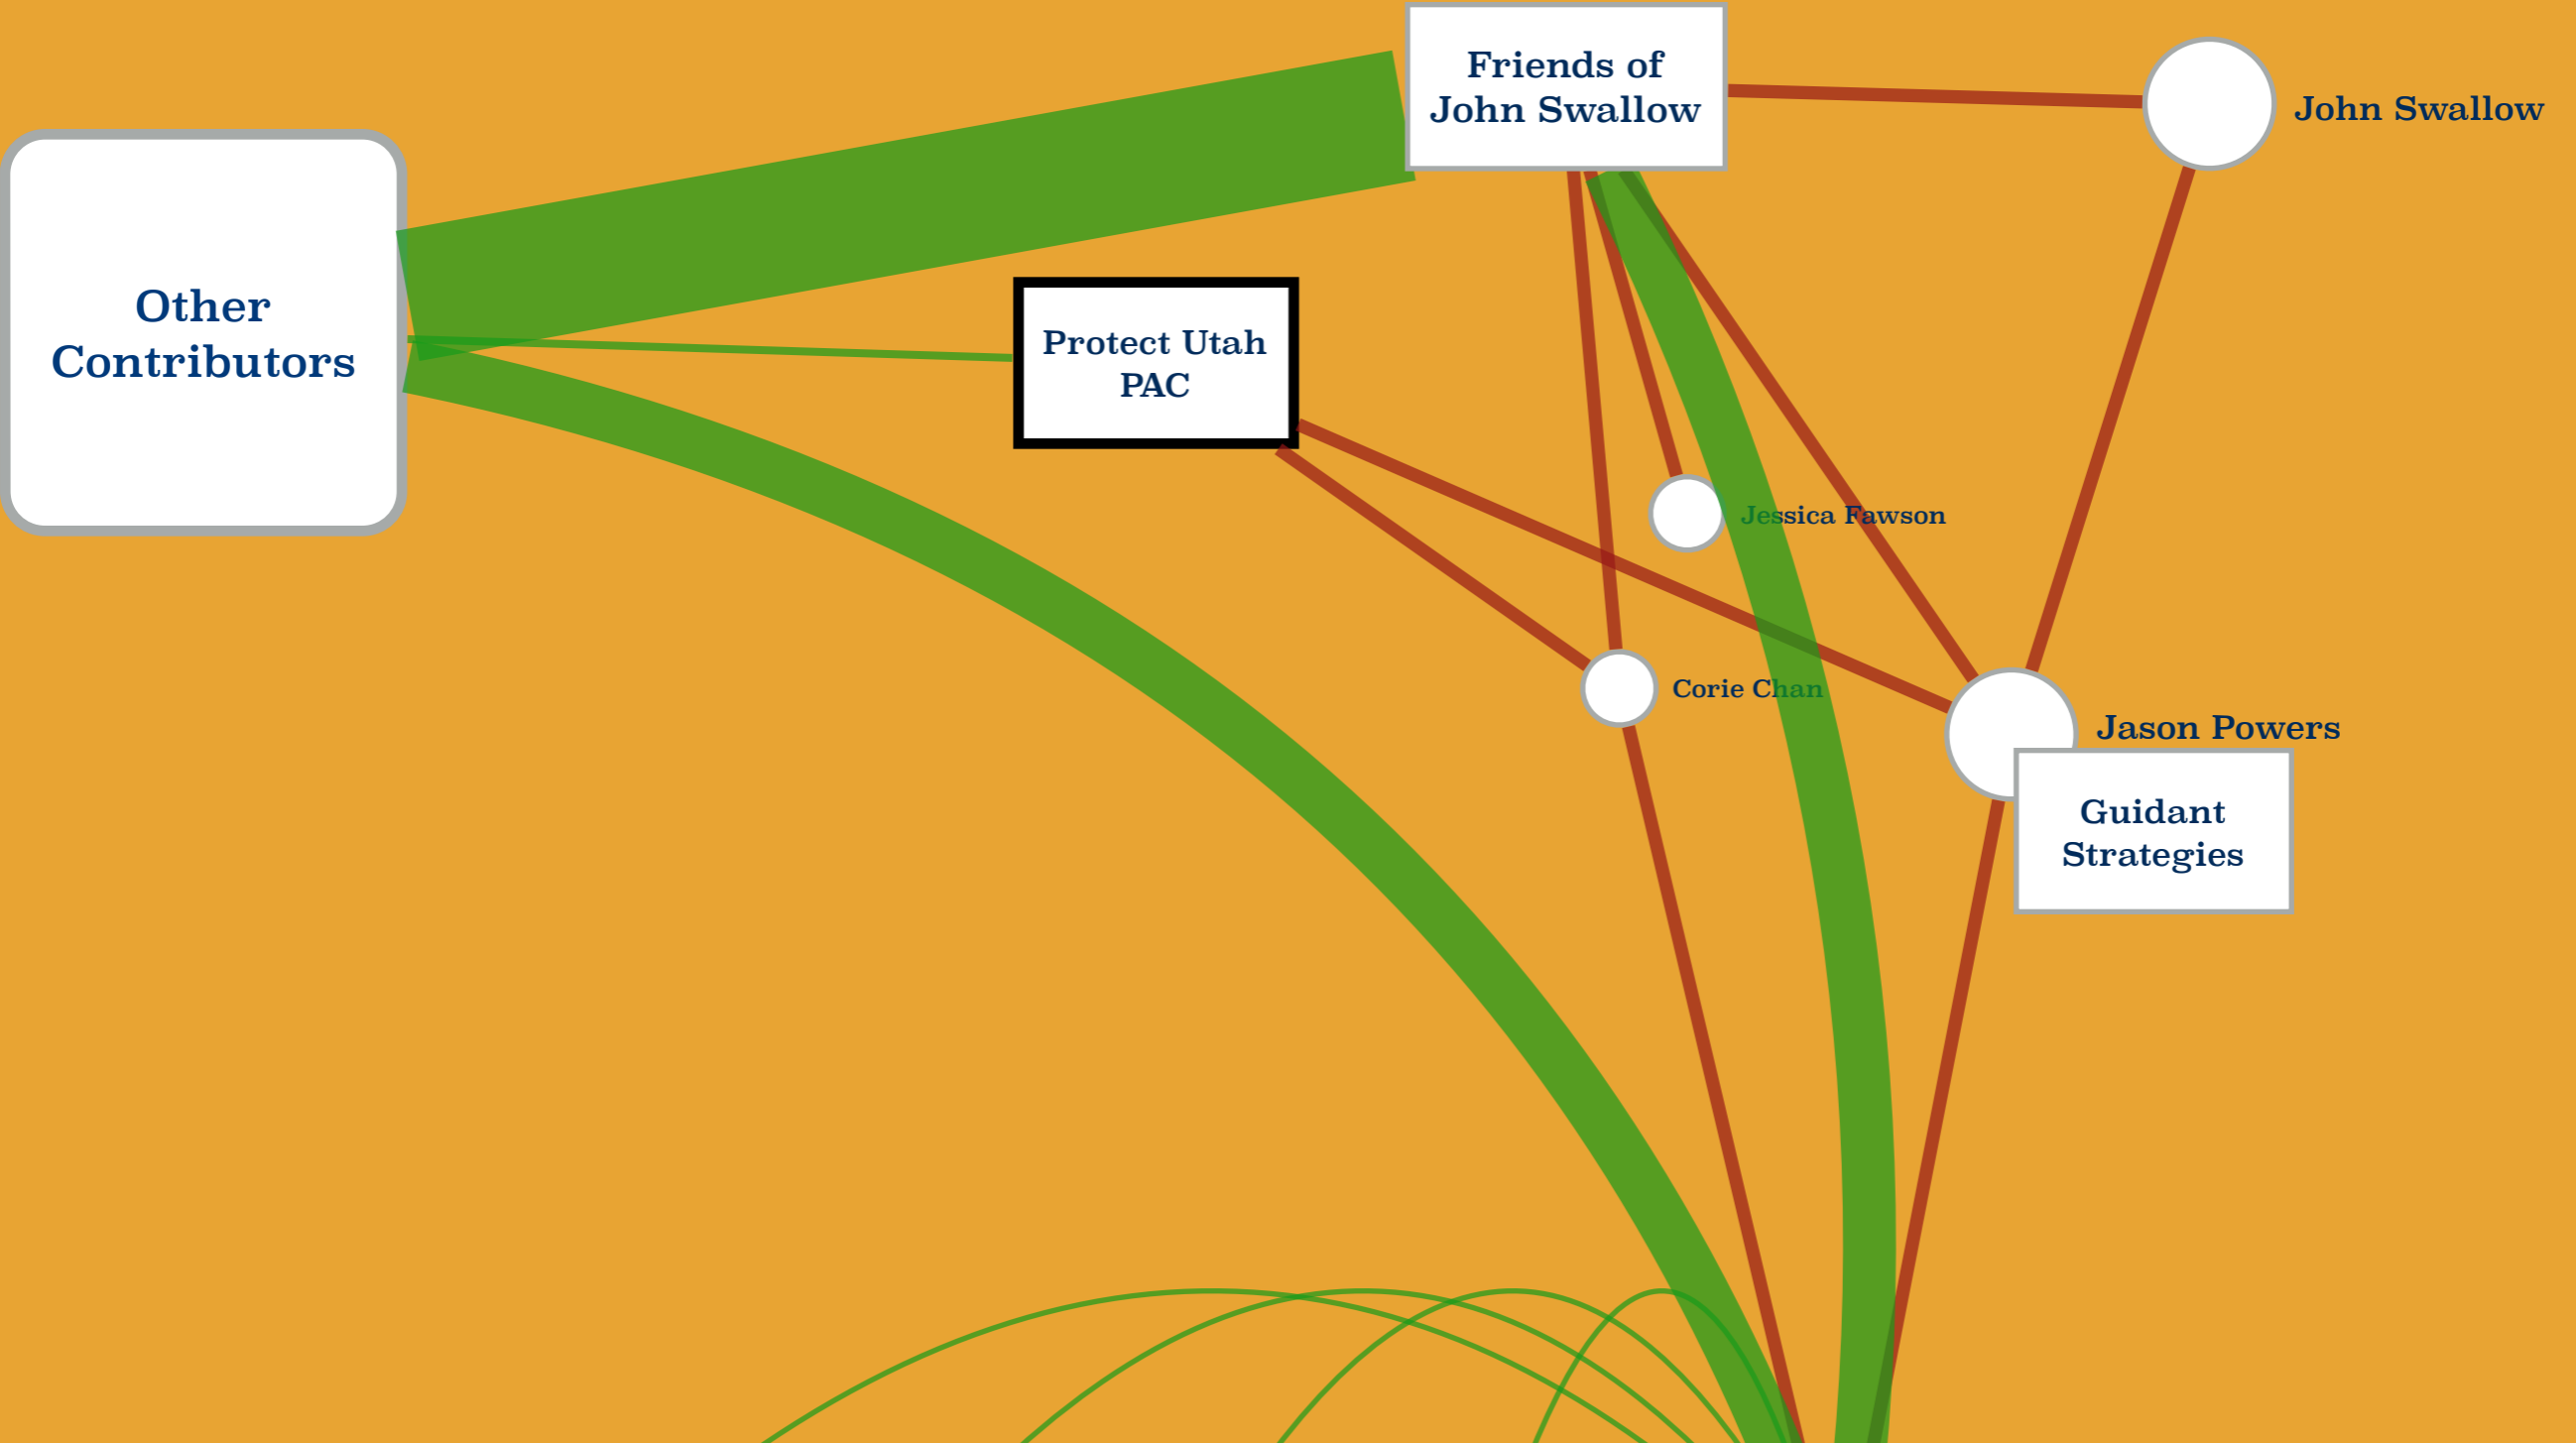 Friends of
John Swallow
John Swallow
Other
Contributors
Protect Utah
PAC
Jessica Fawson
Corie Chan
Jason Powers
Guidant
Strategies